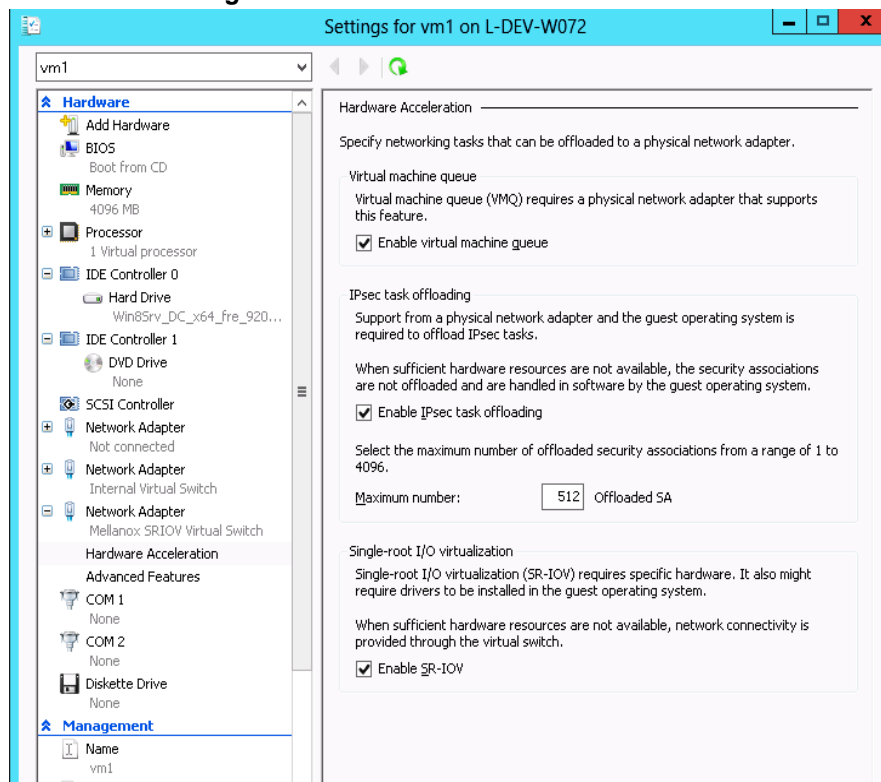 Settings for vm1 on L-DEV-W072
vm1
Hardware
Add Hardware
BIOS
Boot from CD
Memory
4096 MB
Processor
1 Virtual processor
IDE Controller 0
Hard Drive
Win8Srv_DC_x64_fre_920...
IDE Controller 1
DVD Drive
None
SCSI Controller
Network Adapter
Not connected
Network Adapter
Internal Virtual Switch
Network Adapter
Mellanox SRIOV Virtual Switch
Hardware Acceleration
Advanced Features
COM 1
None
COM 2
None
Diskette Drive
None
Management
Name
vm1
Hardware Acceleration
Specify networking tasks that can be offloaded to a physical network adapter.
Virtual machine queue
Virtual machine queue (VMQ) requires a physical network adapter that supports
this feature.
Enable virtual machine queue
IPsec task offloading
Support from a physical network adapter and the guest operating system is
required to offload IPsec tasks.
When sufficient hardware resources are not available, the security associations
are not offloaded and are handled in software by the guest operating system.
Enable IPsec task offloading
Select the maximum number of offloaded security associations from a range of 1 to
4096.
Maximum number: 512 Offloaded SA
Single-root I/O virtualization
Single-root I/O virtualization (SR-IOV) requires specific hardware. It also might
require drivers to be installed in the guest operating system.
When sufficient hardware resources are not available, network connectivity is
provided through the virtual switch.
Enable SR-IOV